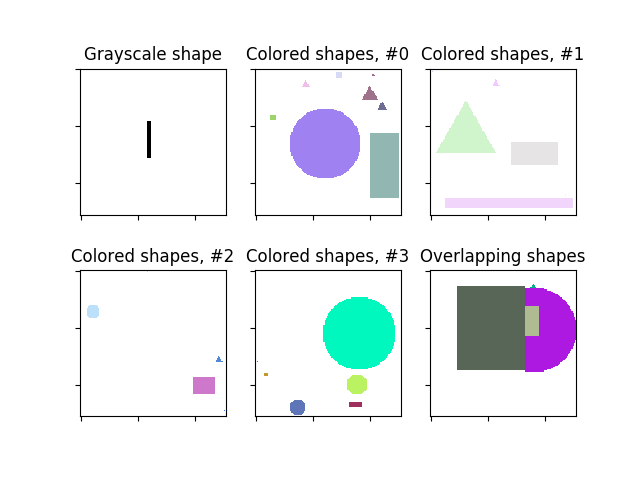 Grayscale shape
Colored shapes, #0
Colored shapes, #1
Colored shapes, #2
Colored shapes, #3
Overlapping shapes